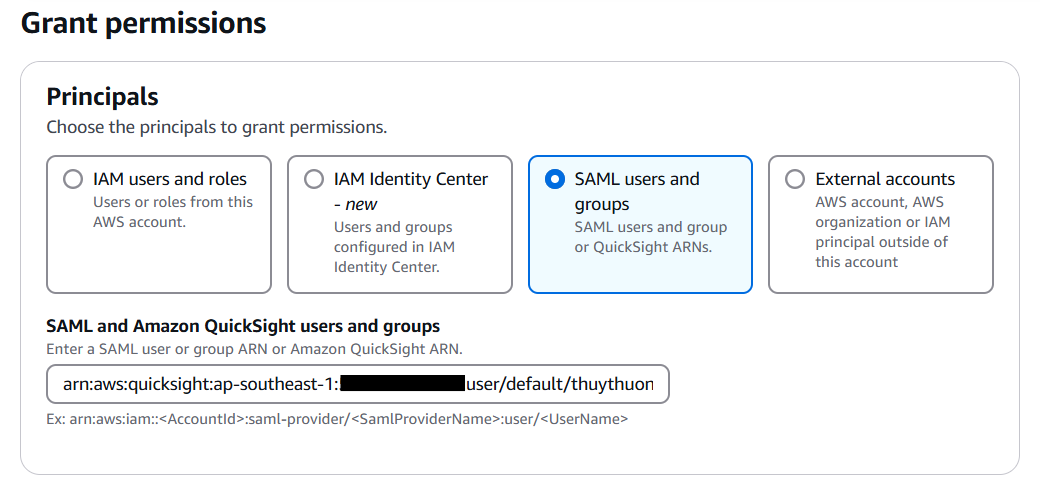 Grant permissions
Principals
Choose the principals to grant permissions.
IAM users and roles
Users or roles from this
AWS account.
IAM Identity Center
- new
Users and groups
configured in IAM
Identity Center.
SAML users and
groups
SAML users and group
or QuickSight ARNs.
External accounts
AWS account, AWS
organization or IAM
principal outside of
this account
SAML and Amazon QuickSight users and groups
Enter a SAML user or group ARN or Amazon QuickSight ARN.
arn:aws:quicksight:ap-southeast-1: user/default/thuythuon
Ex: arn:aws:iam::<AccountId>:saml-provider/<SamlProviderName>:user/<UserName>